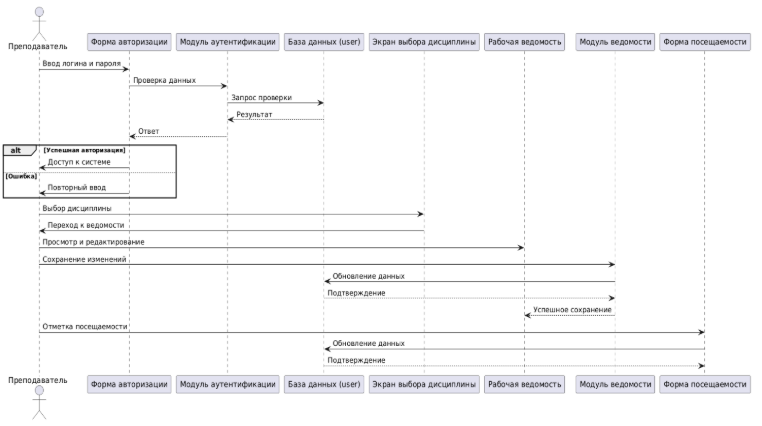 Преподаватель
Форма авторизации
Модуль аутентификации
База данных (user)
Экран выбора дисциплины
Рабочая ведомость
Модуль ведомости
Форма посещаемости
Ввод логина и пароля
Проверка данных
Запрос проверки
Результат
Ответ
alt
[Успешная авторизация]
Доступ к системе
[Ошибка]
Повторный ввод
Выбор дисциплины
Переход к ведомости
Просмотр и редактирование
Сохранение изменений
Обновление данных
Подтверждение
Успешное сохранение
Отметка посещаемости
Обновление данных
Подтверждение
Преподаватель
Форма авторизации
Модуль аутентификации
База данных (user)
Экран выбора дисциплины
Рабочая ведомость
Модуль ведомости
Форма посещаемости